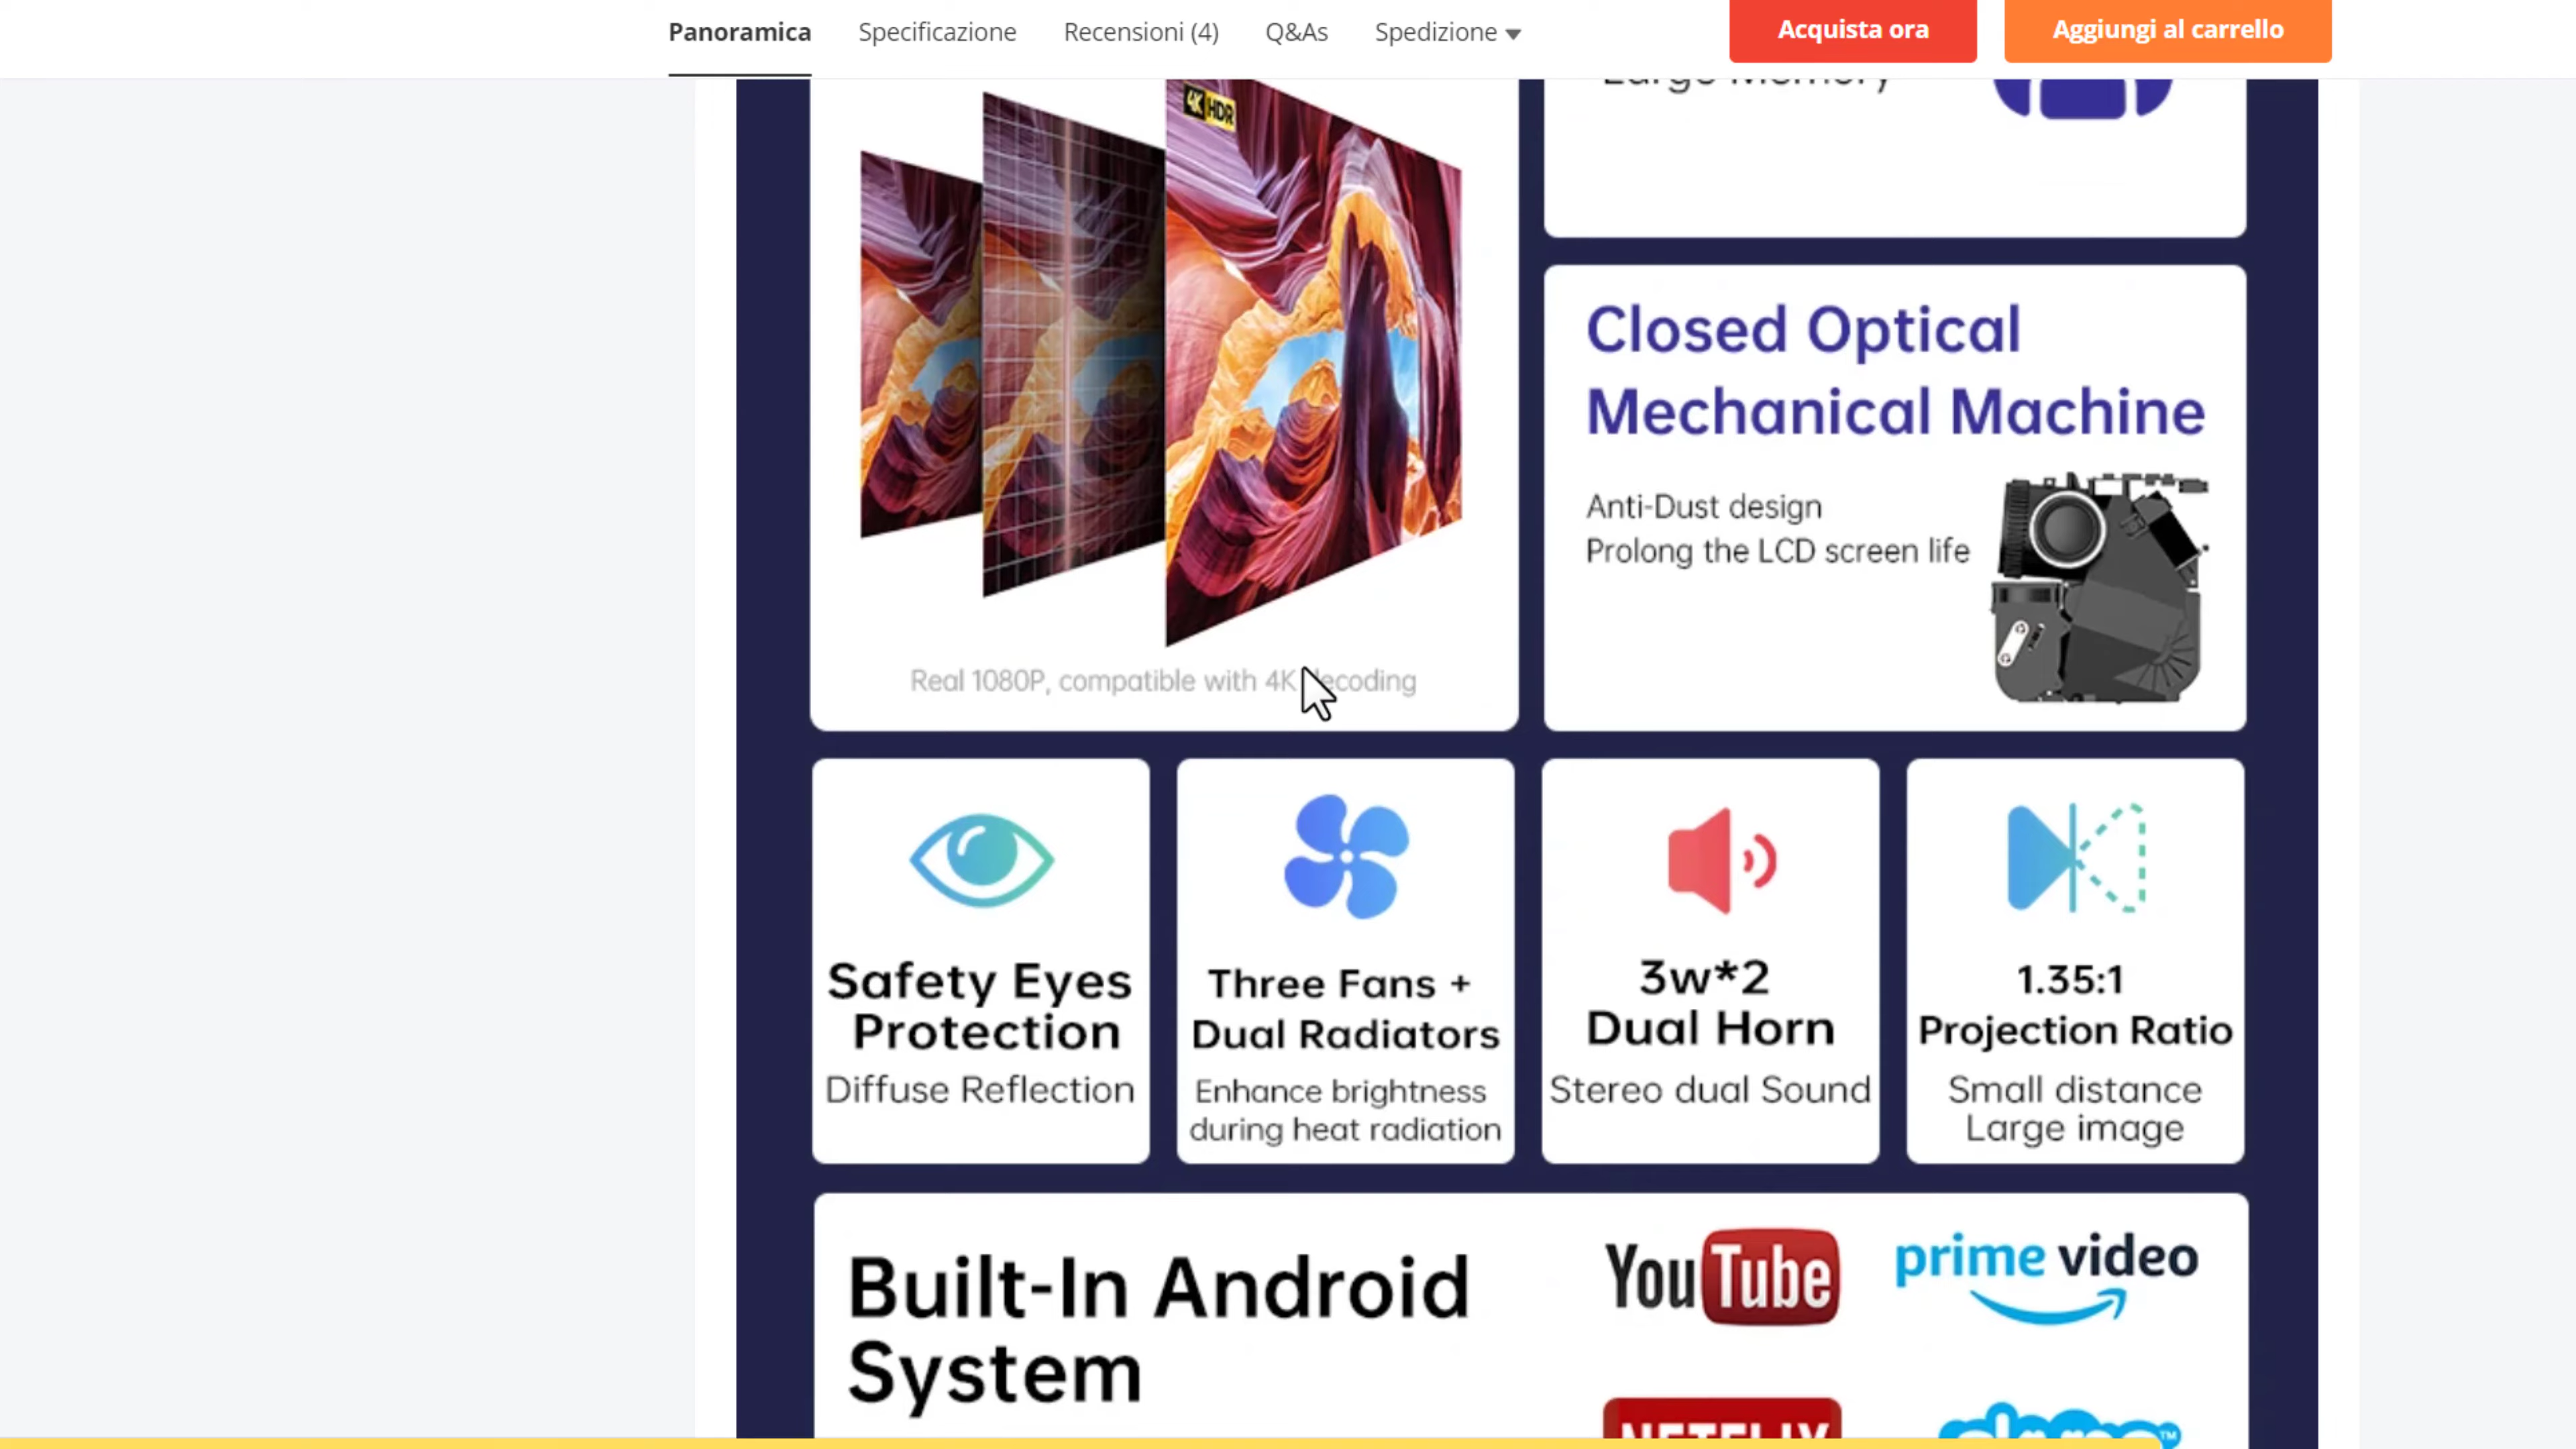 Panoramica
Specificazione
Recensioni (4)
Q&As
Spedizione
Acquista ora
Aggiungi al carrello
4K HDR
Large Memory
Real 1080P, compatible with 4K decoding
Closed Optical
Mechanical Machine
Anti-Dust design
Prolong the LCD screen life
Safety Eyes
Protection
Diffuse Reflection
Three Fans +
Dual Radiators
Enhance brightness
during heat radiation
3w*2
Dual Horn
Stereo dual Sound
1.35:1
Projection Ratio
Small distance
Large image
Built-In Android
System
YouTube
prime video
NETFLIX